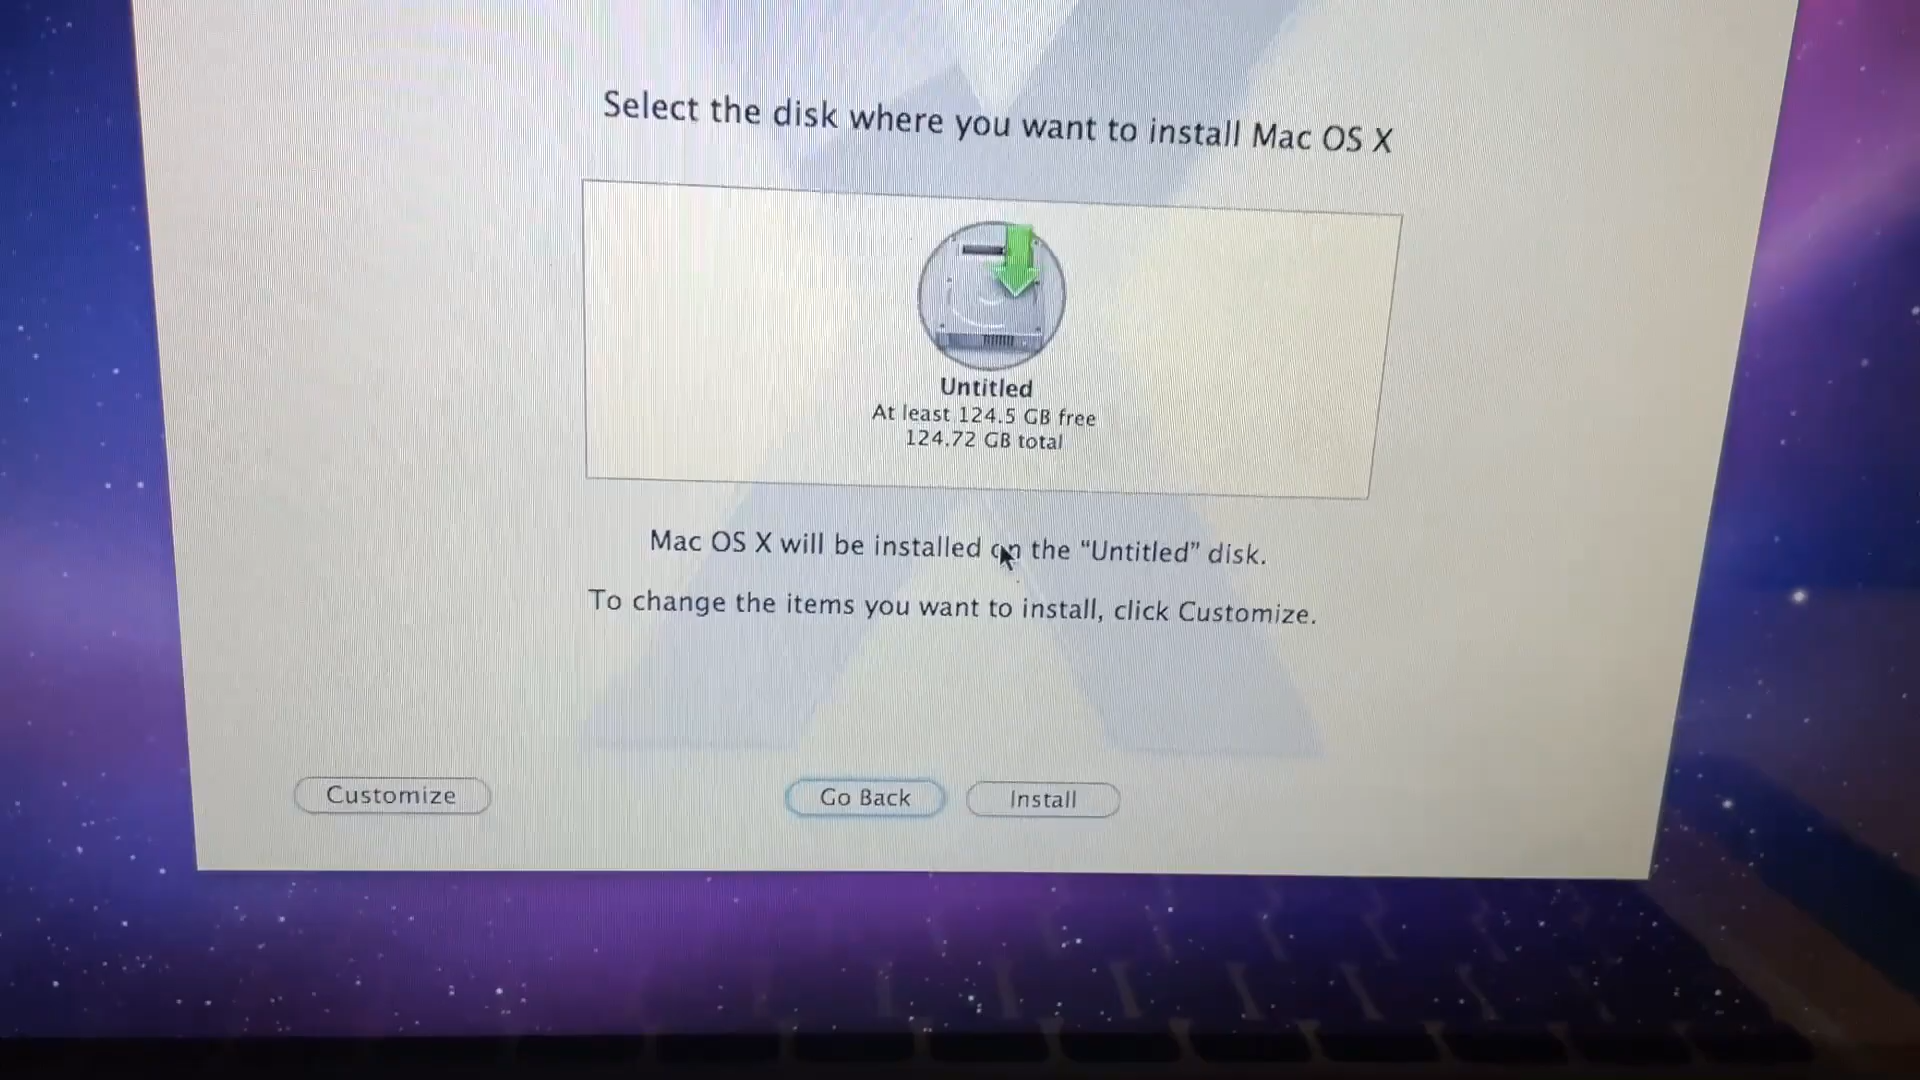 Select the disk where you want to install Mac OS X
Untitled
At least 124.5 GB free
124.72 GB total
Mac OS X will be installed on the “Untitled” disk.
To change the items you want to install, click Customize.
Customize
Go Back
Install